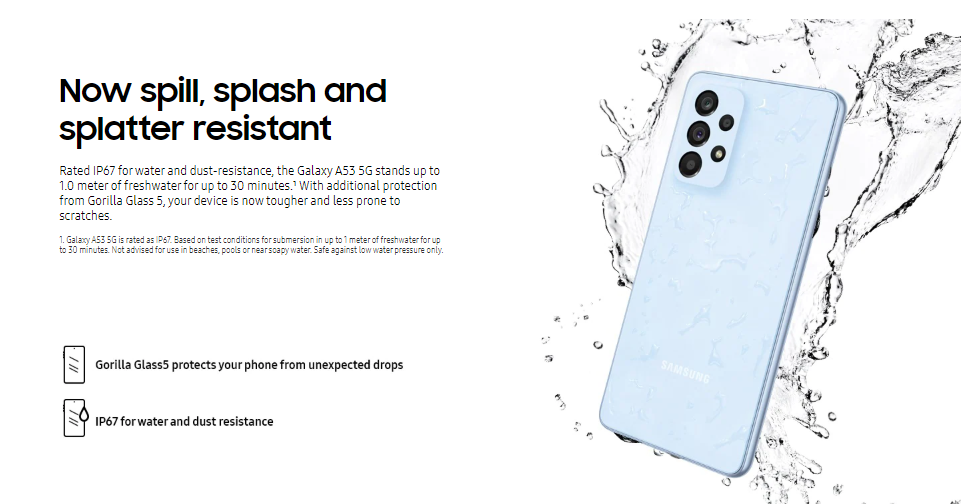 Now spill, splash and
splatter resistant
Rated IP67 for water and dust-resistance, the Galaxy A53 5G stands up to
1.0 meter of freshwater for up to 30 minutes.¹ With additional protection
from Gorilla Glass 5, your device is now tougher and less prone to
scratches.
1. Galaxy A53 5G is rated as IP67. Based on test conditions for submersion in up to 1 meter of freshwater for up
to 30 minutes. Not advised for use in beaches, pools or near soapy water. Safe against low water pressure only.
Gorilla Glass5 protects your phone from unexpected drops
IP67 for water and dust resistance
SAMSUNG